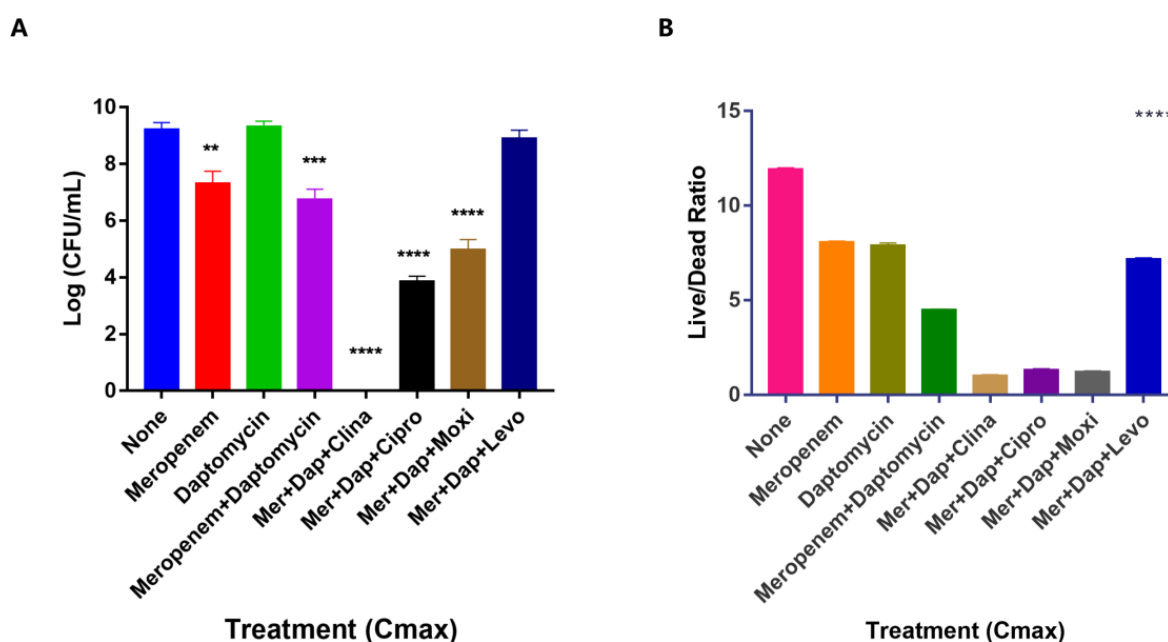 A
Log (CFU/mL)
10
8
6
4
2
0
**
***
****
****
****
None
Meropenem
Daptomycin
Meropenem+Daptomycin
Mer+Dap+Clina
Mer+Dap+Cipro
Mer+Dap+Moxi
Mer+Dap+Levo
Treatment (Cmax)
B
Live/Dead Ratio
15
10
5
0
****
None
Meropenem
Daptomycin
Meropenem+Daptomycin
Mer+Dap+Clina
Mer+Dap+Cipro
Mer+Dap+Moxi
Mer+Dap+Levo
Treatment (Cmax)